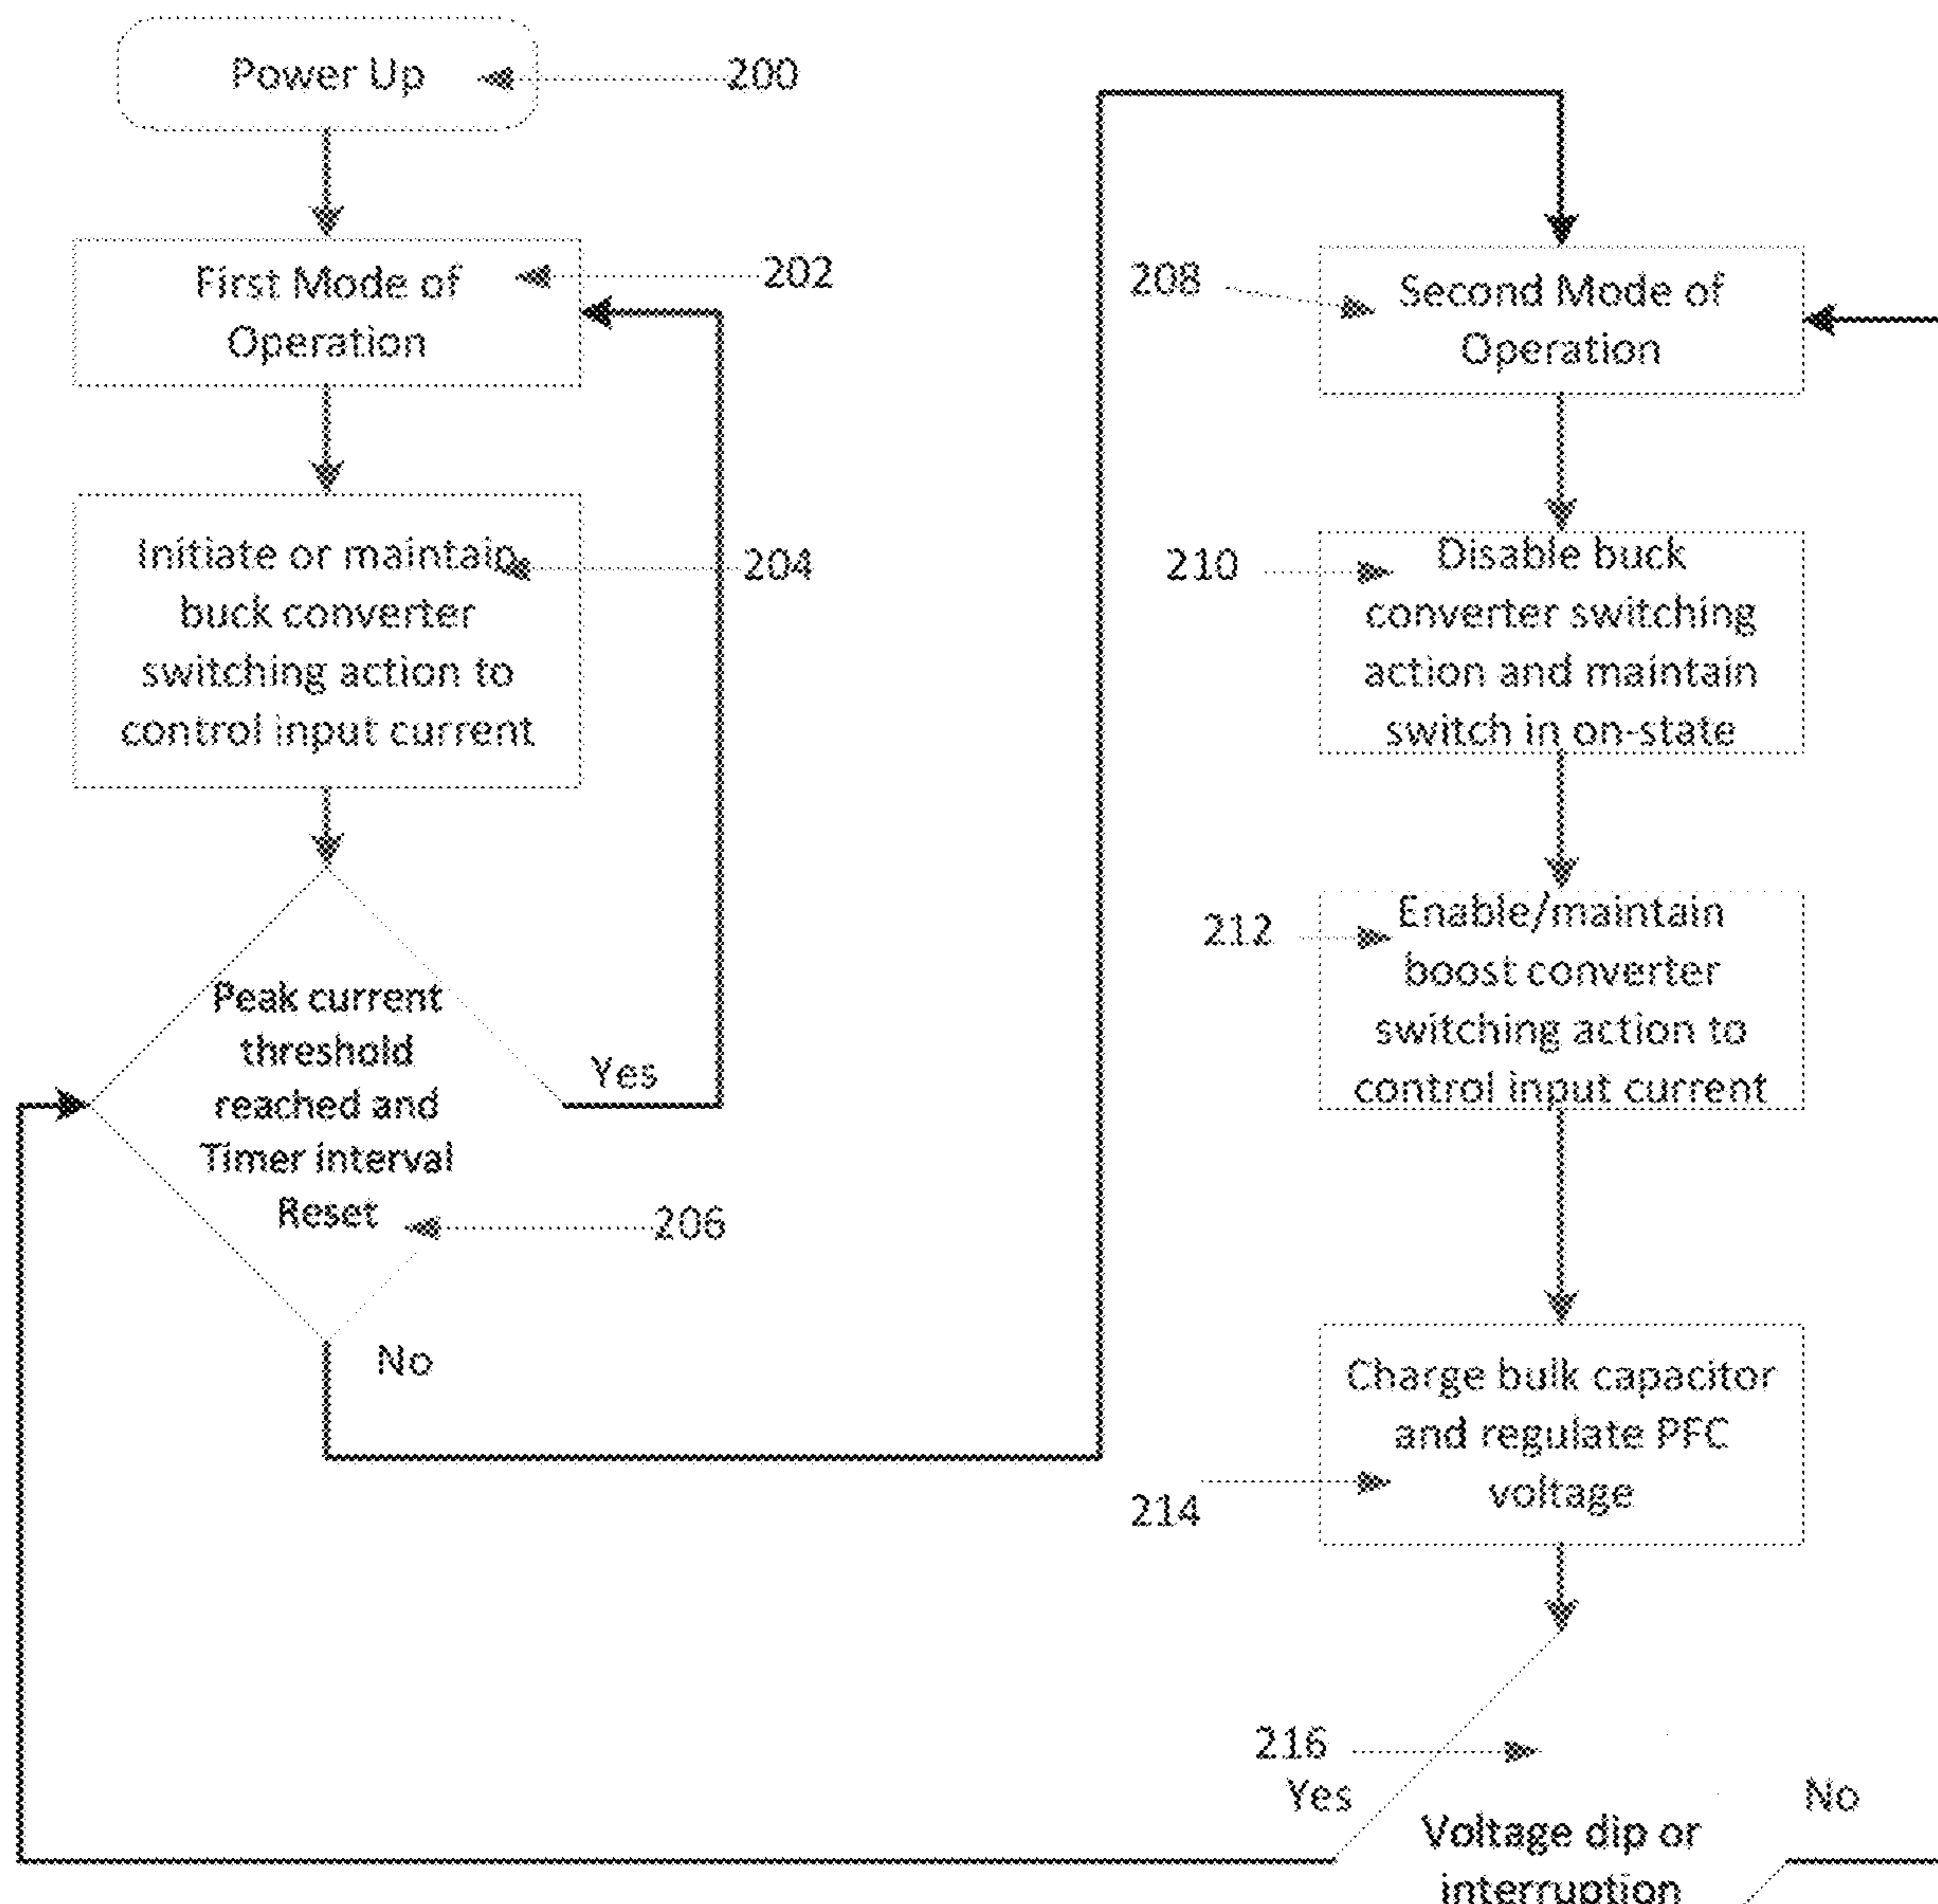 Power Up
200
First Mode of
Operation
202
Initiate or maintain
buck converter
switching action to
control input current
204
Peak current
threshold
reached and
Timer interval
Reset
206
Yes
No
208
Second Mode of
Operation
210
Disable buck
converter switching
action and maintain
switch in on-state
212
Enable/maintain
boost converter
switching action to
control input current
Charge bulk capacitor
and regulate PFC
voltage
214
216
Yes
No
Voltage dip or
interruption